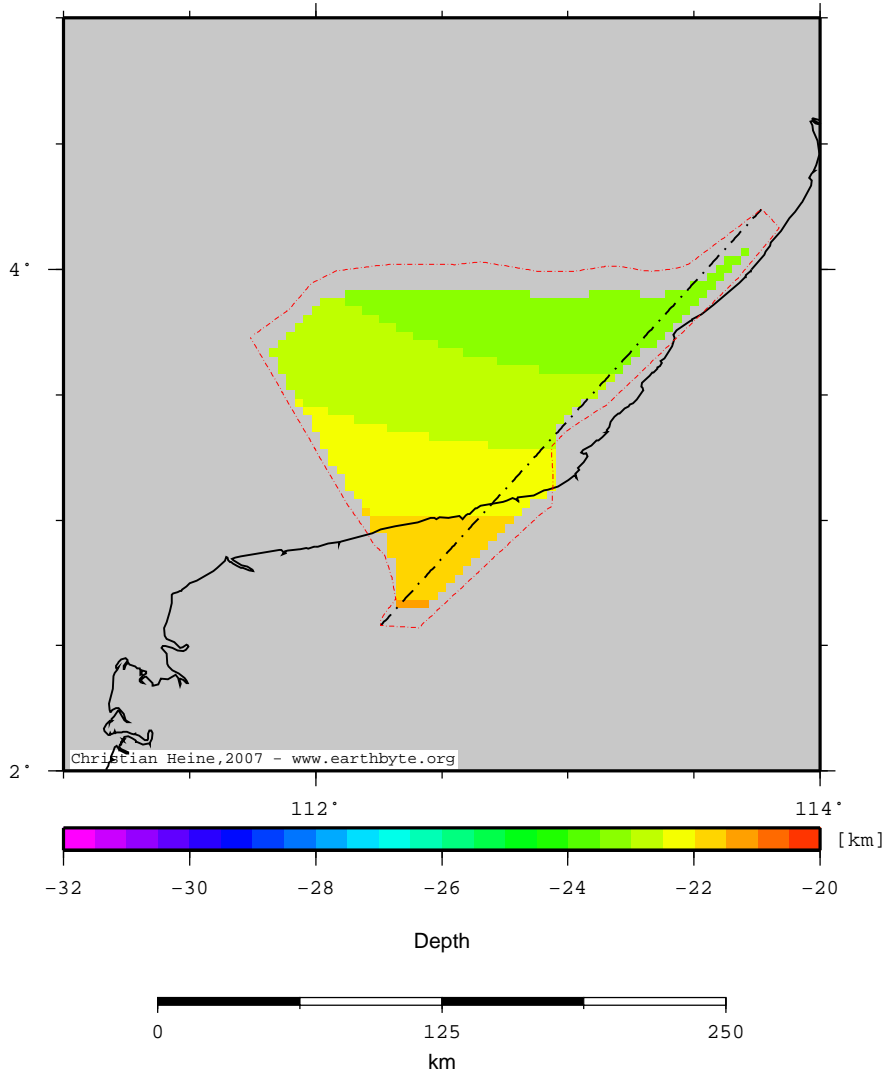 4°
2°
Christian Heine,2007 - www.earthbyte.org
112° 114°
[km]
-32 -30 -28 -26 -24 -22 -20
Depth
0 125 250
km